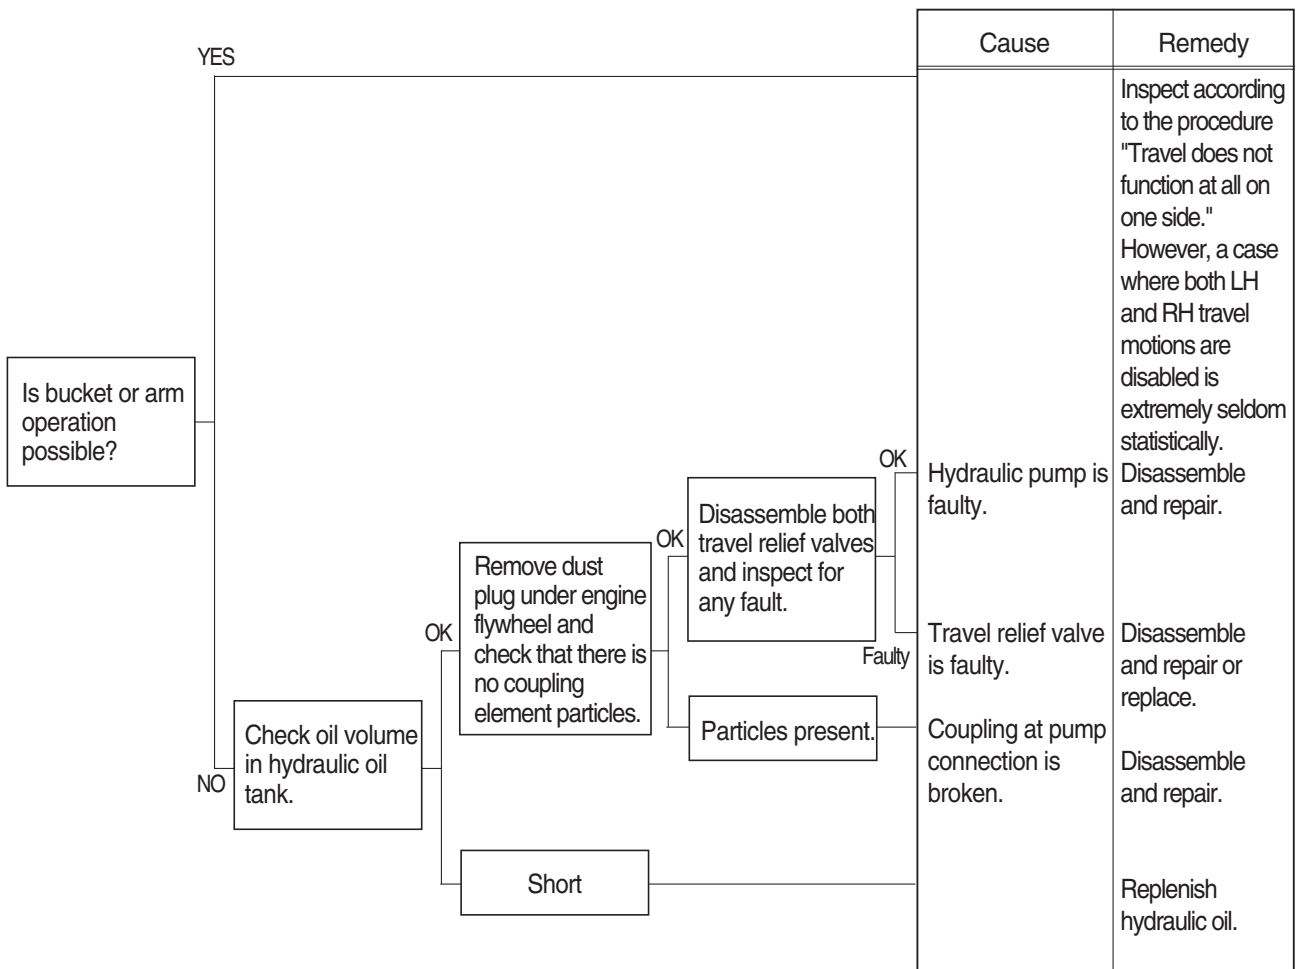 Cause
Remedy
YES
Inspect according
to the procedure
"Travel does not
function at all on
one side."
However, a case
where both LH
and RH travel
motions are
disabled is
extremely seldom
statistically.
Is bucket or arm
operation
possible?
NO
Check oil volume
in hydraulic oil
tank.
OK
Remove dust
plug under engine
flywheel and
check that there is
no coupling
element particles.
OK
Disassemble both
travel relief valves
and inspect for
any fault.
OK
Hydraulic pump is
faulty.
Disassemble
and repair.
Faulty
Travel relief valve
is faulty.
Disassemble
and repair or
replace.
Particles present.
Coupling at pump
connection is
broken.
Disassemble
and repair.
Short
Replenish
hydraulic oil.